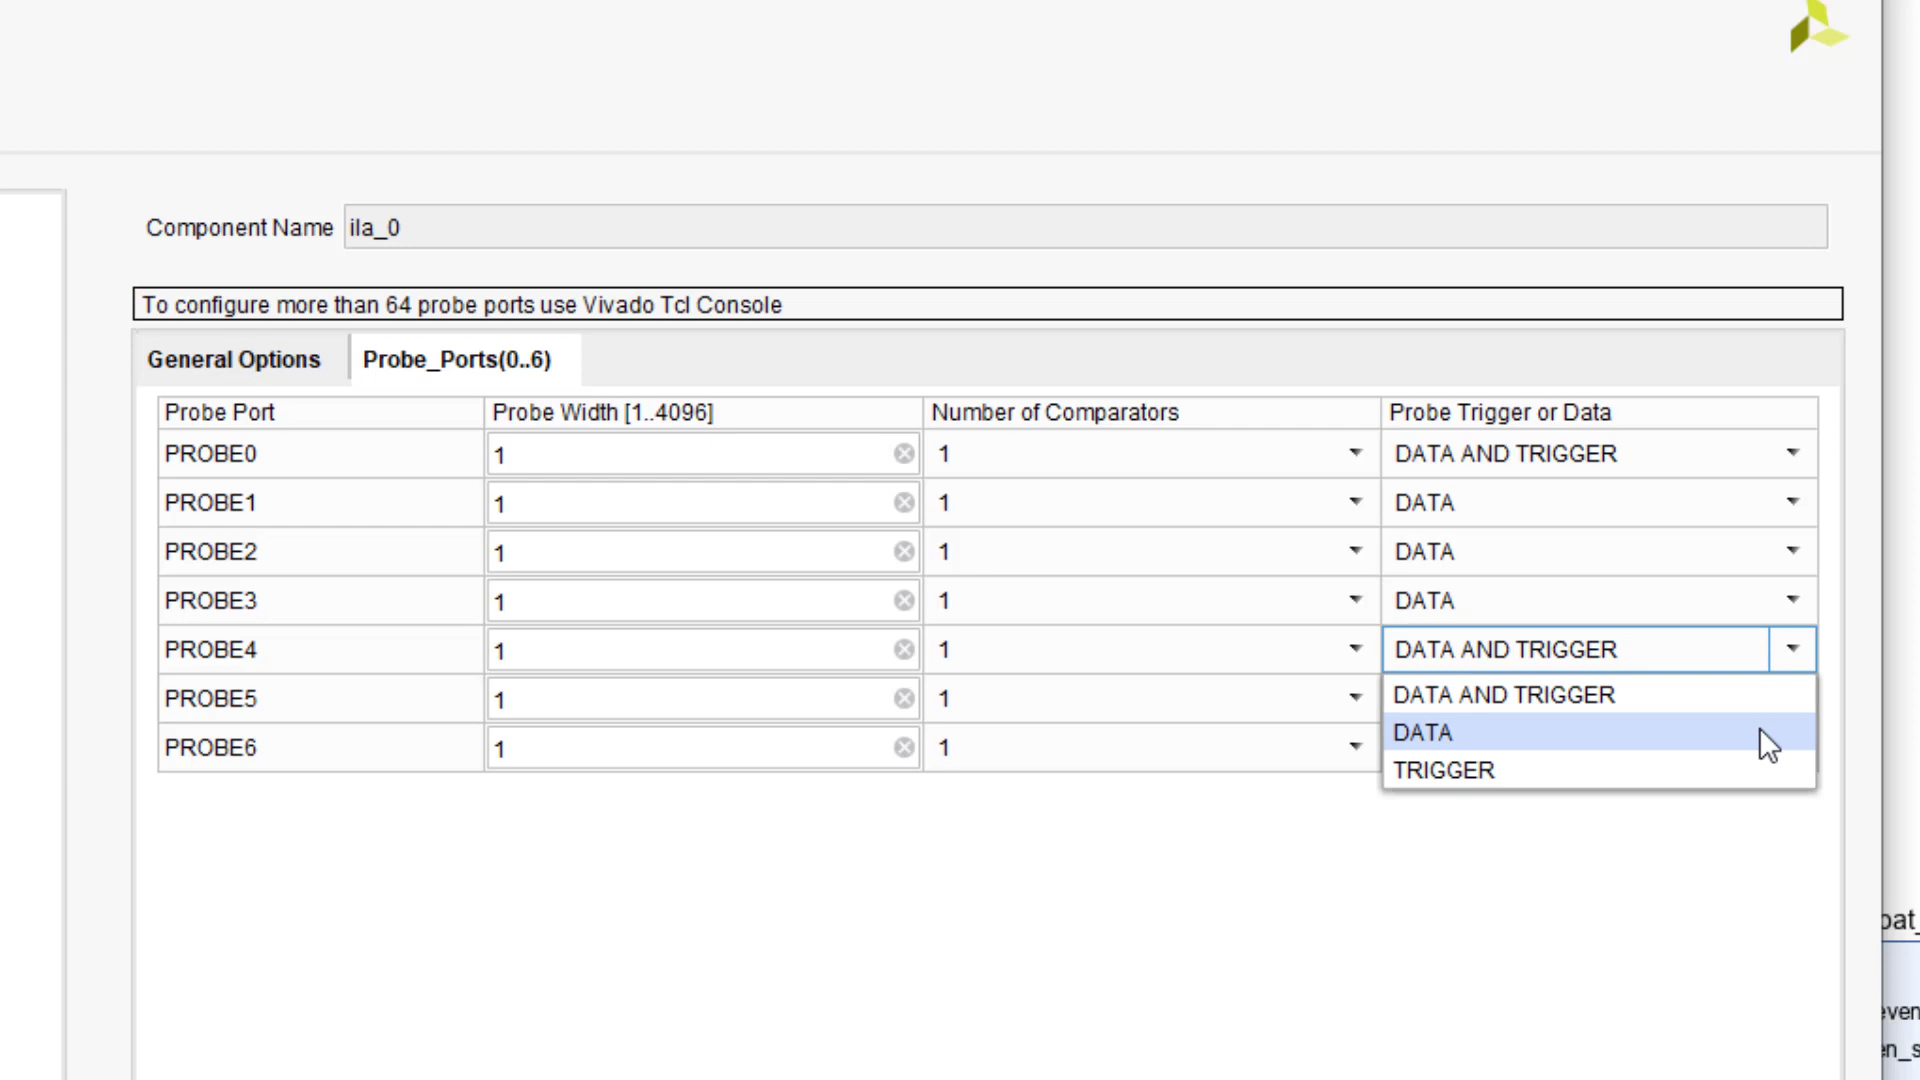 Component Name ila_0
To configure more than 64 probe ports use Vivado Tcl Console
General Options Probe_Ports(0..6)
Probe Port Probe Width [1..4096] Number of Comparators Probe Trigger or Data
PROBE0 1 1 DATA AND TRIGGER
PROBE1 1 1 DATA
PROBE2 1 1 DATA
PROBE3 1 1 DATA
PROBE4 1 1 DATA AND TRIGGER
PROBE5 1 1 DATA AND TRIGGER
PROBE6 1 1 DATA
TRIGGER